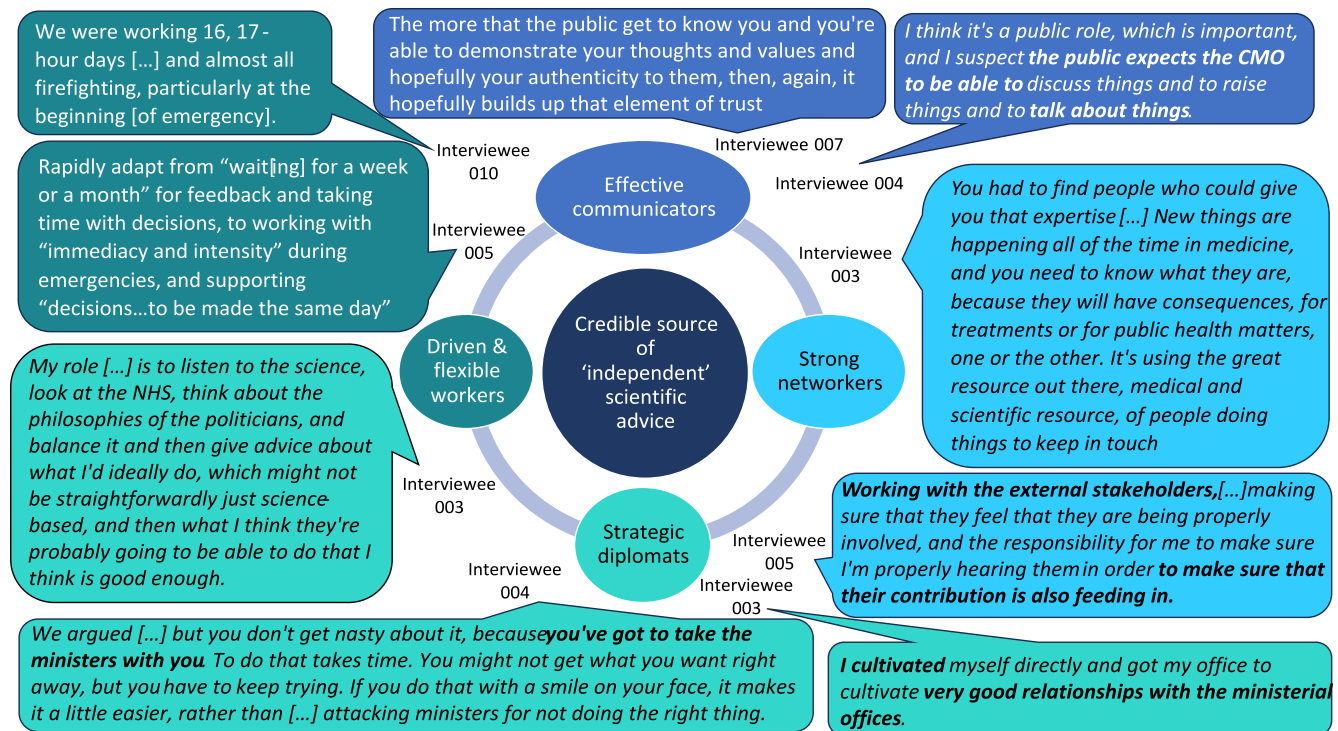 We were working 16, 17-
hour days […] and almost all
firefighting, particularly at the
beginning [of emergency].
The more that the public get to know you and you're
able to demonstrate your thoughts and values and
hopefully your authenticity to them, then, again, it
hopefully builds up that element of trust
I think it's a public role, which is important,
and I suspect the public expects the CMO
to be able to discuss things and to raise
things and to talk about things.
Interviewee
010
Interviewee 007
Interviewee 004
Rapidly adapt from “waiting] for a week
or a month” for feedback and taking
time with decisions, to working with
“immediacy and intensity” during
emergencies, and supporting
“decisions…to be made the same day”
Interviewee
005
Effective
communicators
Interviewee
003
You had to find people who could give
you that expertise […] New things are
happening all of the time in medicine,
and you need to know what they are,
because they will have consequences, for
treatments or for public health matters,
one or the other. It's using the great
resource out there, medical and
scientific resource, of people doing
things to keep in touch
Driven &
flexible
workers
Credible source
of
‘independent’
scientific
advice
Strong
networkers
My role […] is to listen to the science,
look at the NHS, think about the
philosophies of the politicians, and
balance it and then give advice about
what I'd ideally do, which might not
be straightforwardly just science-
based, and then what I think they're
probably going to be able to do that I
think is good enough.
Interviewee
003
Strategic
diplomats
Interviewee
005
Working with the external stakeholders,[…]making
sure that they feel that they are being properly
involved, and the responsibility for me to make sure
I'm properly hearing them in order to make sure that
their contribution is also feeding in.
Interviewee
004
Interviewee
003
We argued […] but you don't get nasty about it, because you've got to take the
ministers with you. To do that takes time. You might not get what you want right
away, but you have to keep trying. If you do that with a smile on your face, it makes
it a little easier, rather than […] attacking ministers for not doing the right thing.
I cultivated myself directly and got my office to
cultivate very good relationships with the ministerial
offices.